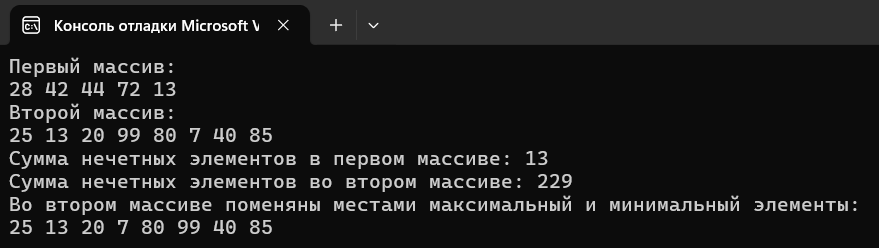 Консоль отладки Microsoft V
Первый массив:
28 42 44 72 13
Второй массив:
25 13 20 99 80 7 40 85
Сумма нечетных элементов в первом массиве: 13
Сумма нечетных элементов во втором массиве: 229
Во втором массиве поменяны местами максимальный и минимальный элементы:
25 13 20 7 80 99 40 85